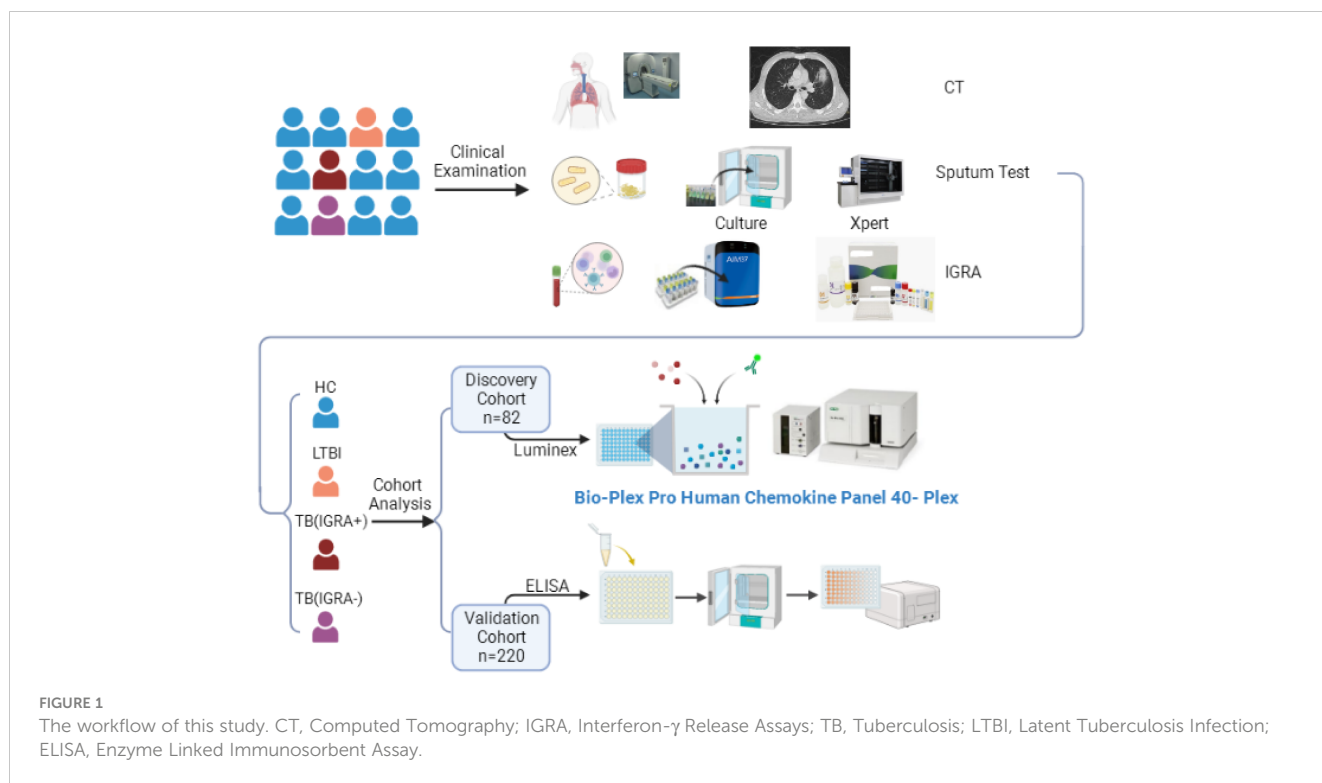 CT
Clinical
Examination
Sputum Test
Culture
Xpert
IGRA
HC
LTBI
TB(IGRA+)
TB(IGRA-)
Cohort
Analysis
Discovery
Cohort
n=82
Luminex
Bio-Plex Pro Human Chemokine Panel 40- Plex
ELISA
Validation
Cohort
n=220
FIGURE 1
The workflow of this study. CT, Computed Tomography; IGRA, Interferon-γ Release Assays; TB, Tuberculosis; LTBI, Latent Tuberculosis Infection;
ELISA, Enzyme Linked Immunosorbent Assay.